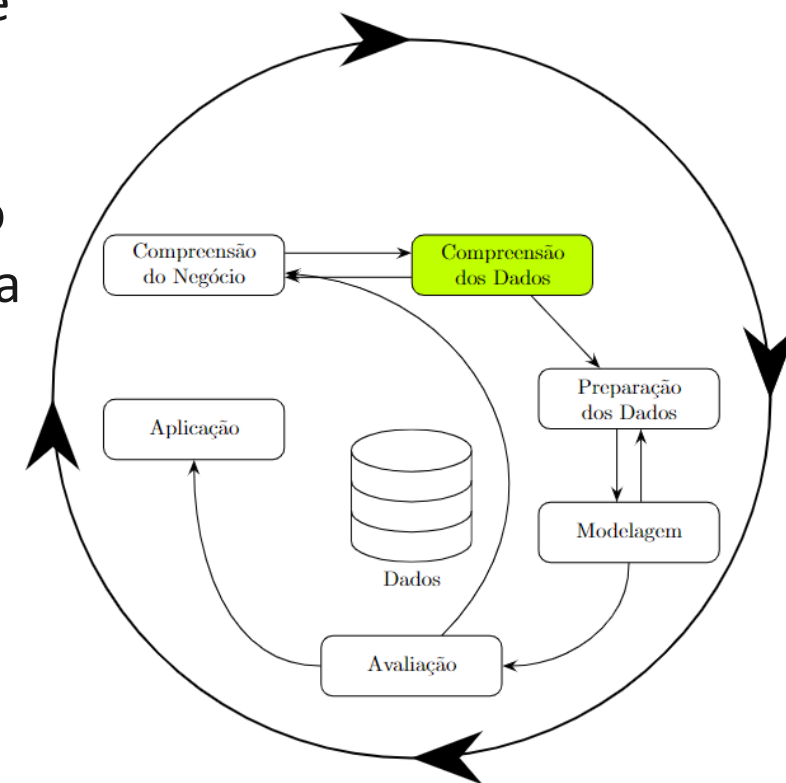 e
o
a
Compreensão
do Negócio
Compreensão
dos Dados
Preparação
dos Dados
Aplicação
Modelagem
Dados
Avaliação